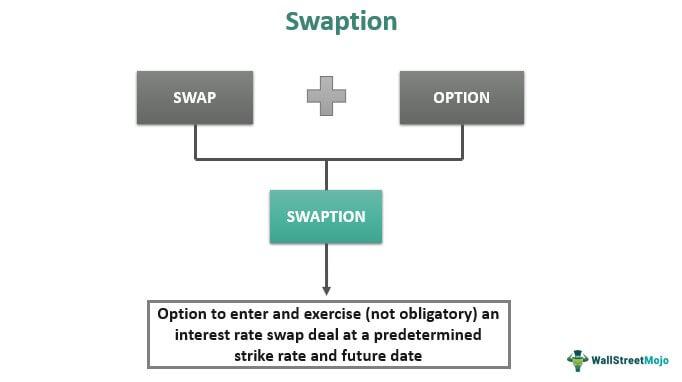 Swaption
SWAP
OPTION
SWAPTION
Option to enter and exercise (not obligatory) an
interest rate swap deal at a predetermined
strike rate and future date
WallStreetMojo